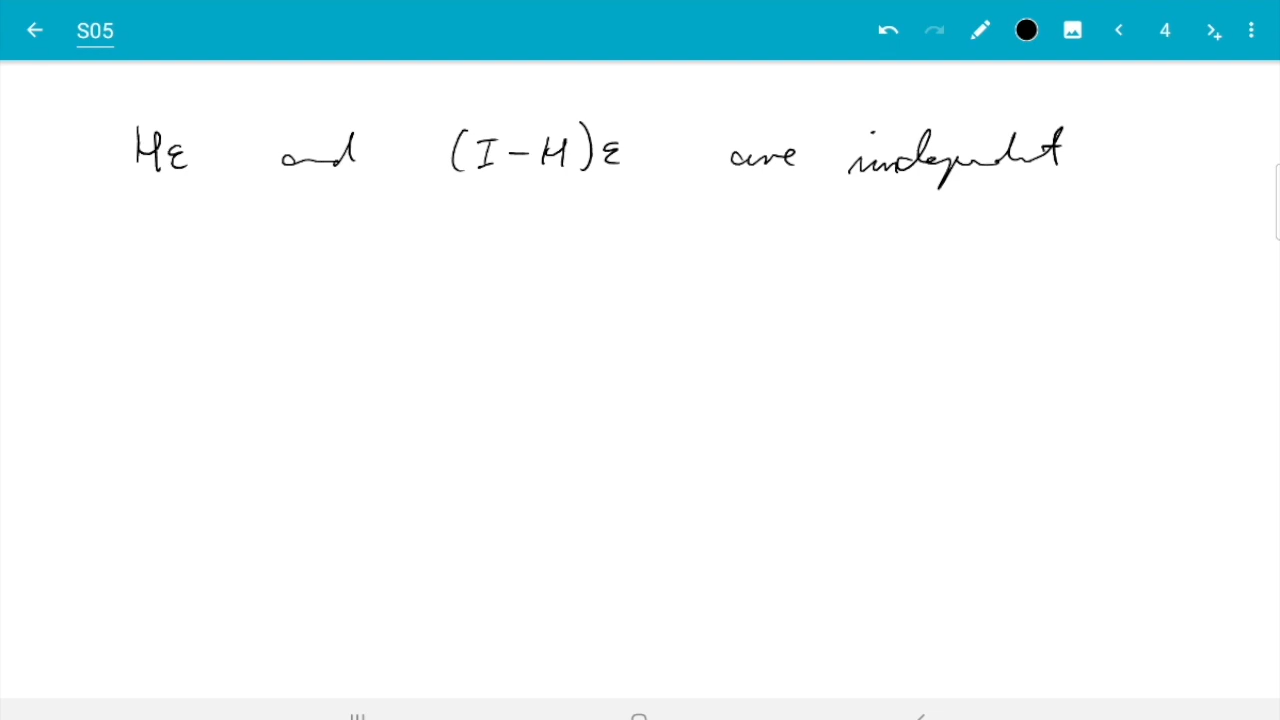 S05
4
Hε and (I-H)ε are independent